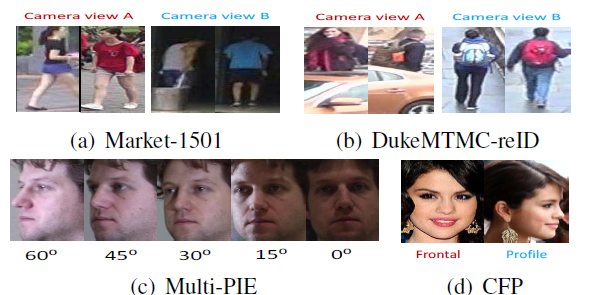 Camera view A Camera view B Camera view A Camera view B
(a) Market-1501 (b) DukeMTMC-reID
60º 45º 30º 15º 0º Frontal Profile
(c) Multi-PIE (d) CFP